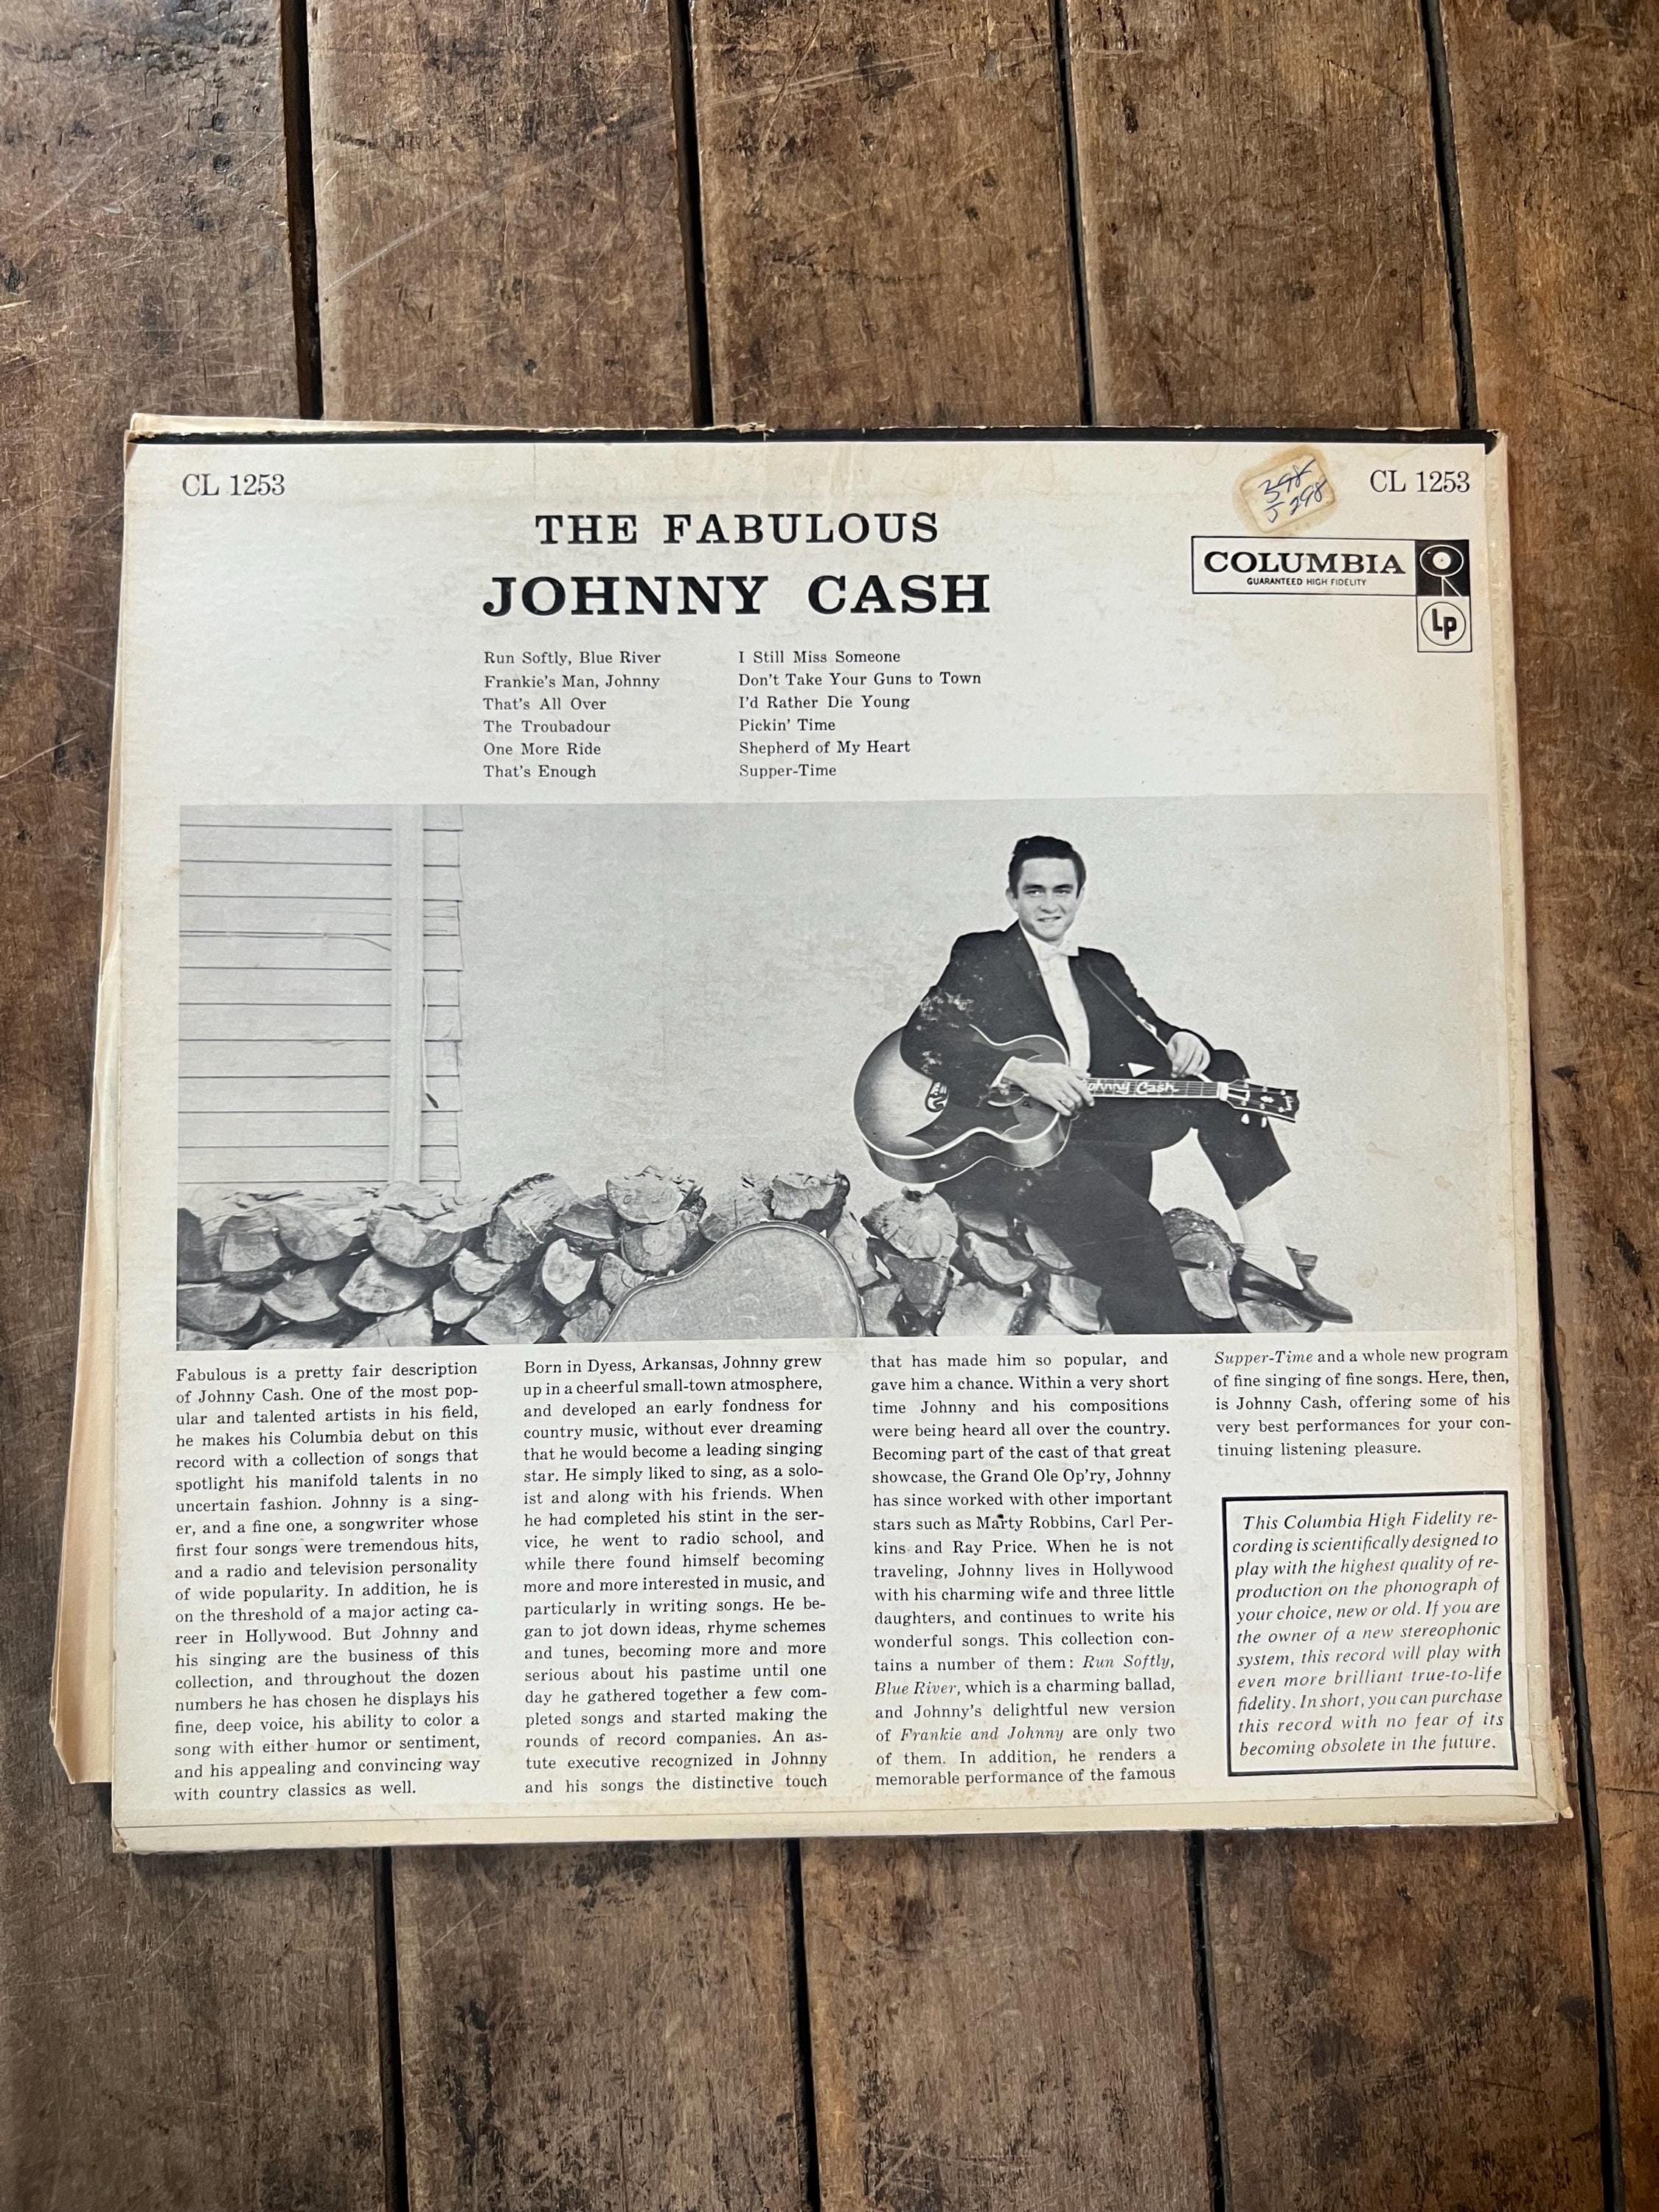 CL 1253
CL 1253
THE FABULOUS
JOHNNY CASH
COLUMBIA
GUARANTEED HIGH FIDELITY
Lp
Run Softly, Blue River
Frankie's Man, Johnny
That's All Over
The Troubadour
One More Ride
That's Enough
I Still Miss Someone
Don't Take Your Guns to Town
I'd Rather Die Young
Pickin' Time
Shepherd of My Heart
Supper-Time
Johnny Cash
Fabulous is a pretty fair description
of Johnny Cash. One of the most pop-
ular and talented artists in his field,
he makes his Columbia debut on this
record with a collection of songs that
spotlight his manifold talents in no
uncertain fashion. Johnny is a sing-
er, and a fine one, a songwriter whose
first four songs were tremendous hits,
and a radio and television personality
of wide popularity. In addition, he is
on the threshold of a major acting ca-
reer in Hollywood. But Johnny and
his singing are the business of this
collection, and throughout the dozen
numbers he has chosen he displays his
fine, deep voice, his ability to color a
song with either humor or sentiment,
and his appealing and convincing way
with country classics as well.
Born in Dyess, Arkansas, Johnny grew
up in a cheerful small-town atmosphere,
and developed an early fondness for
country music, without ever dreaming
that he would become a leading singing
star. He simply liked to sing, as a solo-
ist and along with his friends. When
he had completed his stint in the ser-
vice, he went to radio school, and
while there found himself becoming
more and more interested in music, and
particularly in writing songs. He be-
gan to jot down ideas, rhyme schemes
and tunes, becoming more and more
serious about his pastime until one
day he gathered together a few com-
pleted songs and started making the
rounds of record companies. An as-
tute executive recognized in Johnny
and his songs the distinctive touch
that has made him so popular, and
gave him a chance. Within a very short
time Johnny and his compositions
were being heard all over the country.
Becoming part of the cast of that great
showcase, the Grand Ole Op'ry, Johnny
has since worked with other important
stars such as Marty Robbins, Carl Per-
kins and Ray Price. When he is not
traveling, Johnny lives in Hollywood
with his charming wife and three little
daughters, and continues to write his
wonderful songs. This collection con-
tains a number of them: Run Softly,
Blue River, which is a charming ballad,
and Johnny's delightful new version
of Frankie and Johnny are only two
of them. In addition, he renders a
memorable performance of the famous
Supper-Time and a whole new program
of fine singing of fine songs. Here, then,
is Johnny Cash, offering some of his
very best performances for your con-
tinuing listening pleasure.
This Columbia High Fidelity re-
cording is scientifically designed to
play with the highest quality of re-
production on the phonograph of
your choice, new or old. If you are
the owner of a new stereophonic
system, this record will play with
even more brilliant true-to-life
fidelity. In short, you can purchase
this record with no fear of its
becoming obsolete in the future.